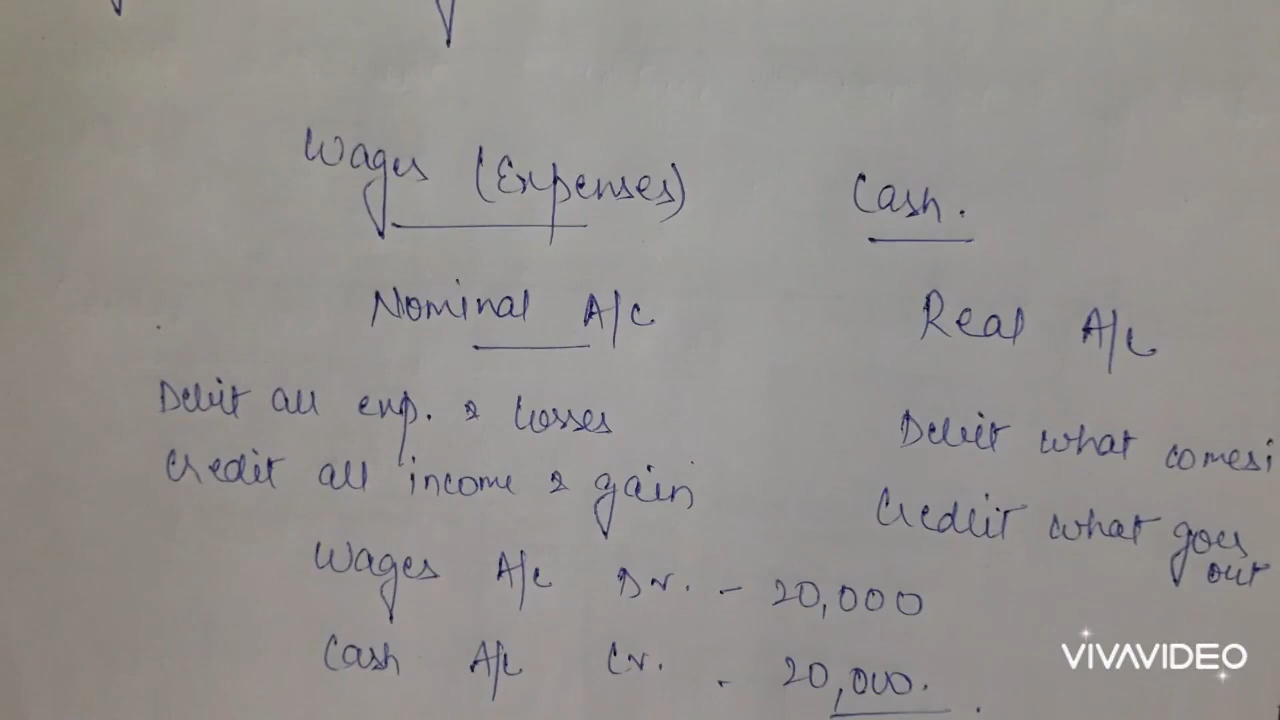 Wages (Expenses)
Cash.
Nominal A/c
Real A/c
Debit all exp. & losses
Credit all income & gain
Debit what comes i
Credit what goes
out
Wages A/c Dr. - 20,000
Cash A/c Cr. - 20,000.
VIVAVIDEO